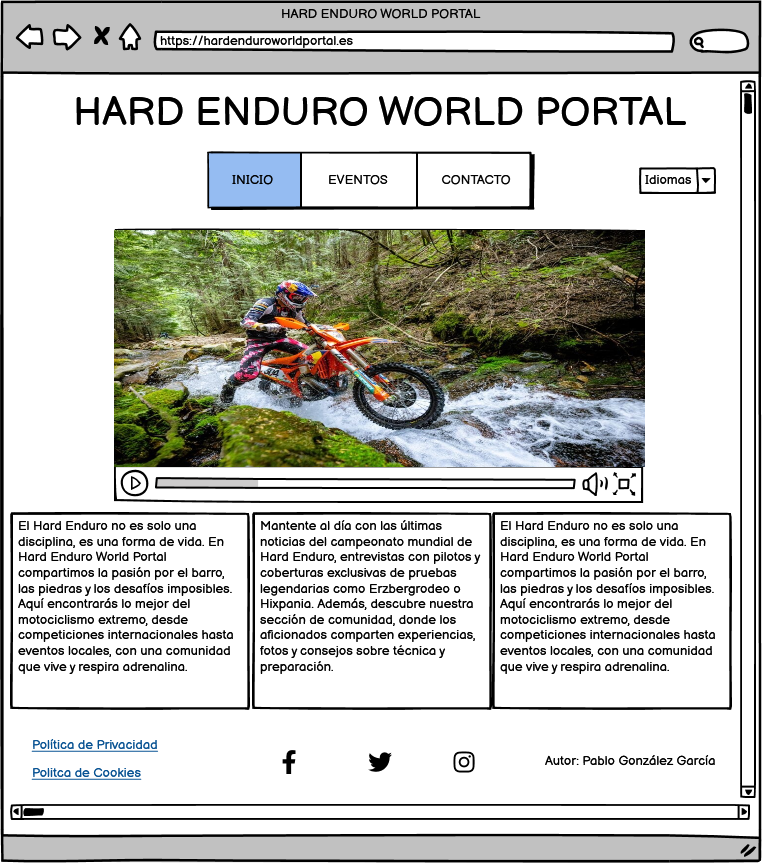 HARD ENDURO WORLD PORTAL
https://hardenduroworldportal.es
HARD ENDURO WORLD PORTAL
INICIO
EVENTOS
CONTACTO
Idiomas
El Hard Enduro no es solo una
disciplina, es una forma de vida. En
Hard Enduro World Portal
compartimos la pasión por el barro,
las piedras y los desafíos imposibles.
Aquí encontrarás lo mejor del
motociclismo extremo, desde
competiciones internacionales hasta
eventos locales, con una comunidad
que vive y respira adrenalina.
Mantente al día con las últimas
noticias del campeonato mundial de
Hard Enduro, entrevistas con pilotos y
coberturas exclusivas de pruebas
legendarias como Erzbergrodeo o
Hixpania. Además, descubre nuestra
sección de comunidad, donde los
aficionados comparten experiencias,
fotos y consejos sobre técnica y
preparación.
El Hard Enduro no es solo una
disciplina, es una forma de vida. En
Hard Enduro World Portal
compartimos la pasión por el barro,
las piedras y los desafíos imposibles.
Aquí encontrarás lo mejor del
motociclismo extremo, desde
competiciones internacionales hasta
eventos locales, con una comunidad
que vive y respira adrenalina.
Política de Privacidad
Politca de Cookies
Autor: Pablo González García